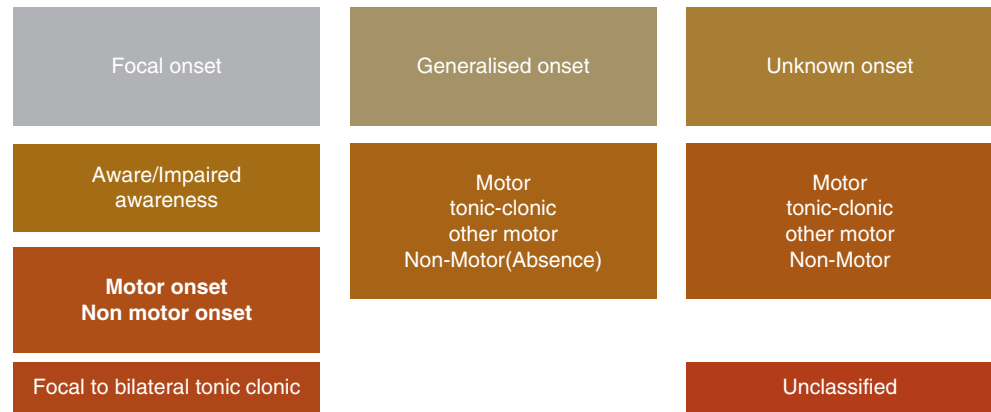 Focal onset
Generalised onset
Unknown onset
Aware/Impaired
awareness
Motor
tonic-clonic
other motor
Non-Motor(Absence)
Motor
tonic-clonic
other motor
Non-Motor
Motor onset
Non motor onset
Focal to bilateral tonic clonic
Unclassified